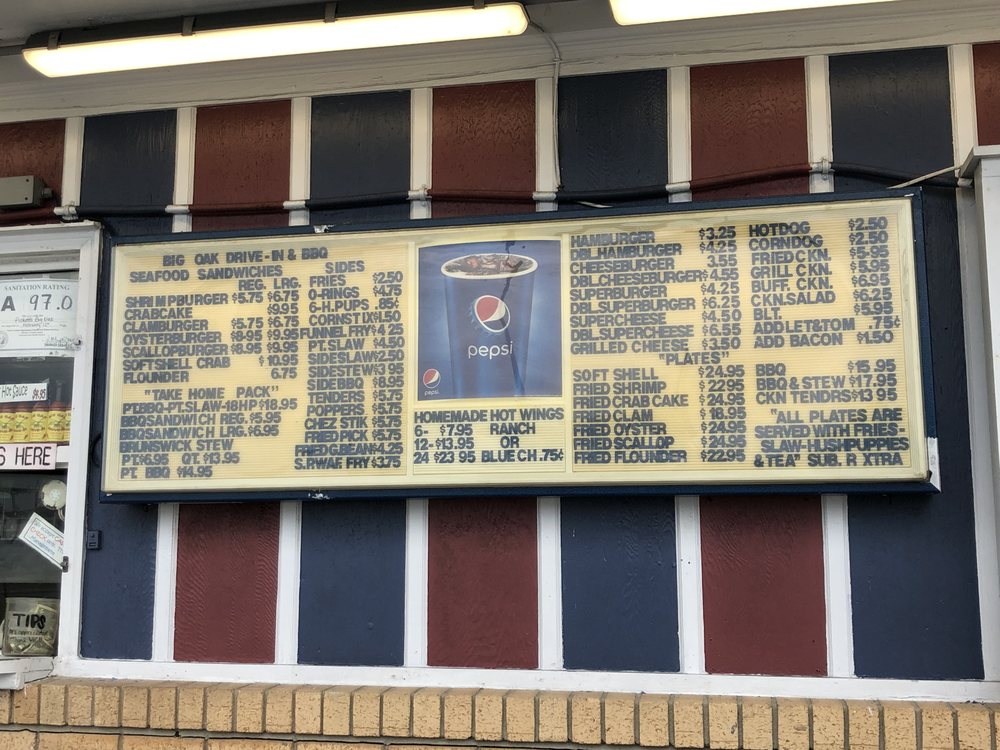 BIG OAK DRIVE-IN & BBQ
SEAFOOD SANDWICHES
REG. LRG.
SHRIMPBURGER $5.75 $6.75
CRABCAKE $9.95
CLAMBURGER $5.75 $6.75
OYSTERBURGER $8.95 $9.95
SCALLOPBURGER $8.95 $9.95
SOFTSHELL CRAB $10.95
FLOUNDER 6.75
"TAKE HOME PACK"
PT.BBQ-PT.SLAW-18HP $19.95
BBQSANDWICH REG. $5.95
BBQSANDWICH LRG. $6.95
BRUNSWICK STEW
PT.$6.95 QT. $13.95
PT. BBQ $14.95
SIDES
FRIES $2.50
O-RINGS $4.75
6-H.PUPS .85¢
CORNSTIX $1.50
FUNNEL FRY $4.25
PT.SLAW $4.50
SIDESLAW $2.50
SIDESTEW $3.95
SIDEBBQ $8.95
TENDERS $5.75
POPPERS $5.75
CHEZ STIK $5.75
FRIED PICK $5.75
FRIED G.BEAN $4.25
S.P.WAF FRY $3.75
pepsi
pepsi
HOMEMADE HOT WINGS
6- $7.95 RANCH
12- $13.95 OR
24 $23.95 BLUE CH .75¢
HAMBURGER $3.25
DBL.HAMBURGER $4.25
CHEESEBURGER 3.55
DBL.CHEESBURGER $4.55
SUPERBURGER $4.25
DBL.SUPERBURGER $6.25
SUPERCHEESE $4.50
DBL.SUPERCHEESE $6.55
GRILLED CHEESE $3.50
HOTDOG $2.50
CORNDOG $2.50
FRIED CKN. $5.95
GRILL CKN. $5.95
BUFF. CKN. $6.95
CKN.SALAD $6.25
BLT. $5.95
ADD LET&TOM .75¢
ADD BACON $1.50
"PLATES"
SOFT SHELL $24.95
FRIED SHRIMP $22.95
FRIED CRAB CAKE $24.95
FRIED CLAM $18.95
FRIED OYSTER $24.95
FRIED SCALLOP $24.95
FRIED FLOUNDER $22.95
BBQ $15.95
BBQ & STEW $17.95
CKN TENDRS $13.95
"ALL PLATES ARE
SERVED WITH FRIES-
SLAW-HUSHPUPPIES
& TEA" SUB. R XTRA
SANITATION RATING
A 97.0
Hot Sauce $4.95
HERE
TIPS